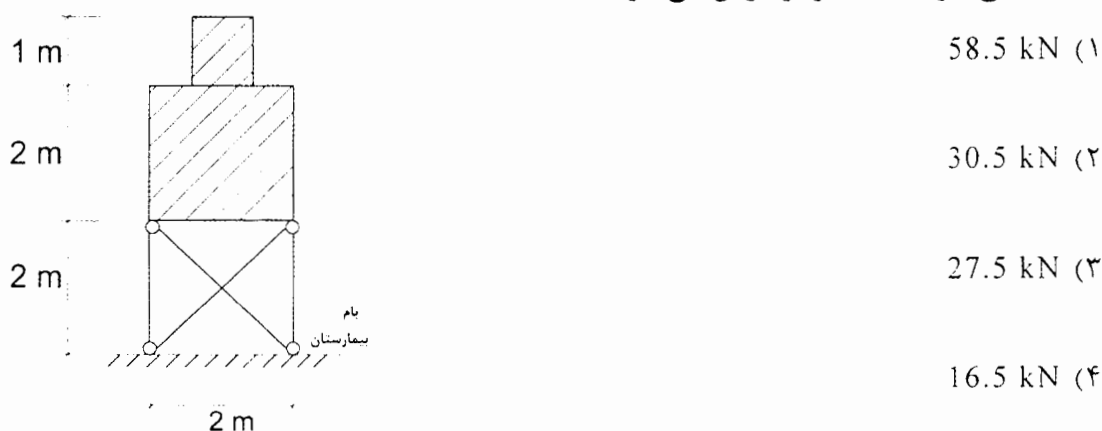 1 m
58.5 kN (۱
2 m
30.5 kN (۲
2 m
27.5 kN (۳
بام
بیمارستان
16.5 kN (۴
2 m